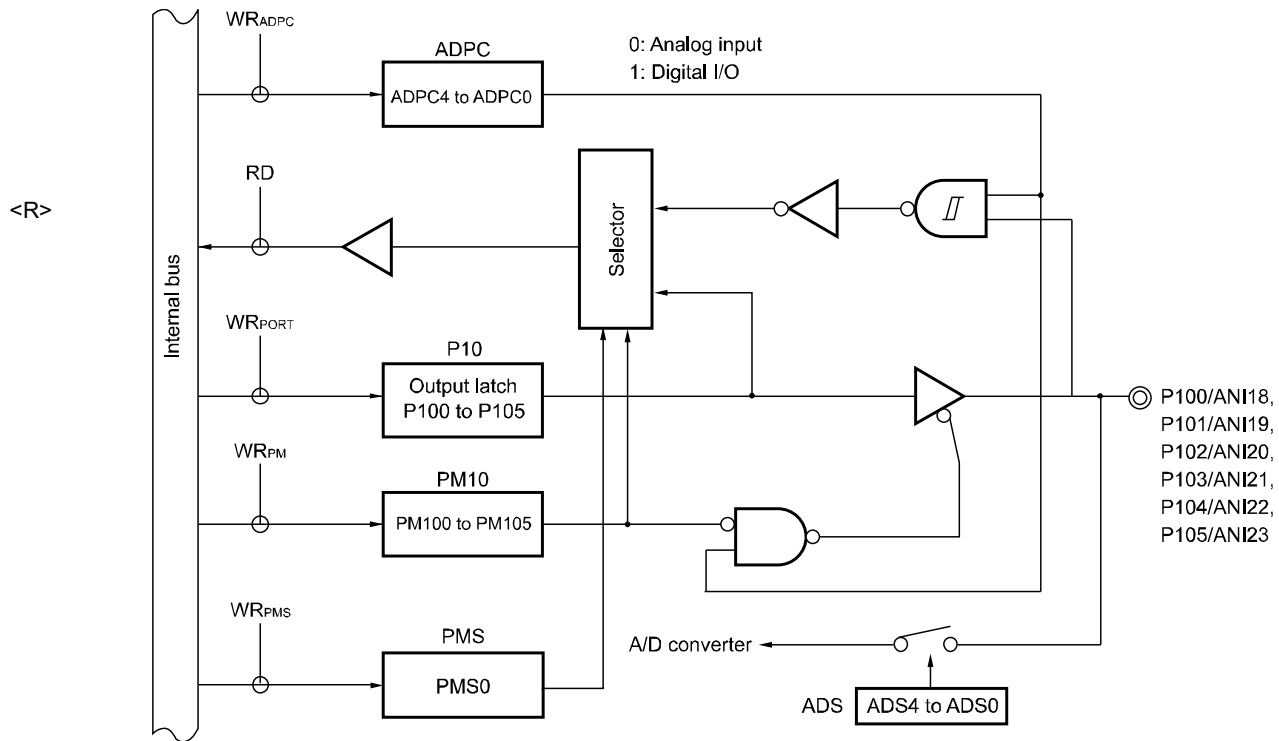 WRADPC
ADPC
0: Analog input
1: Digital I/O
ADPC4 to ADPC0
<R>
RD
Selector
Internal bus
WRPORT
P10
Output latch
P100 to P105
P100/ANI18,
P101/ANI19,
P102/ANI20,
P103/ANI21,
P104/ANI22,
P105/ANI23
WRPM
PM10
PM100 to PM105
WRPMS
PMS
PMS0
A/D converter
ADS
ADS4 to ADS0